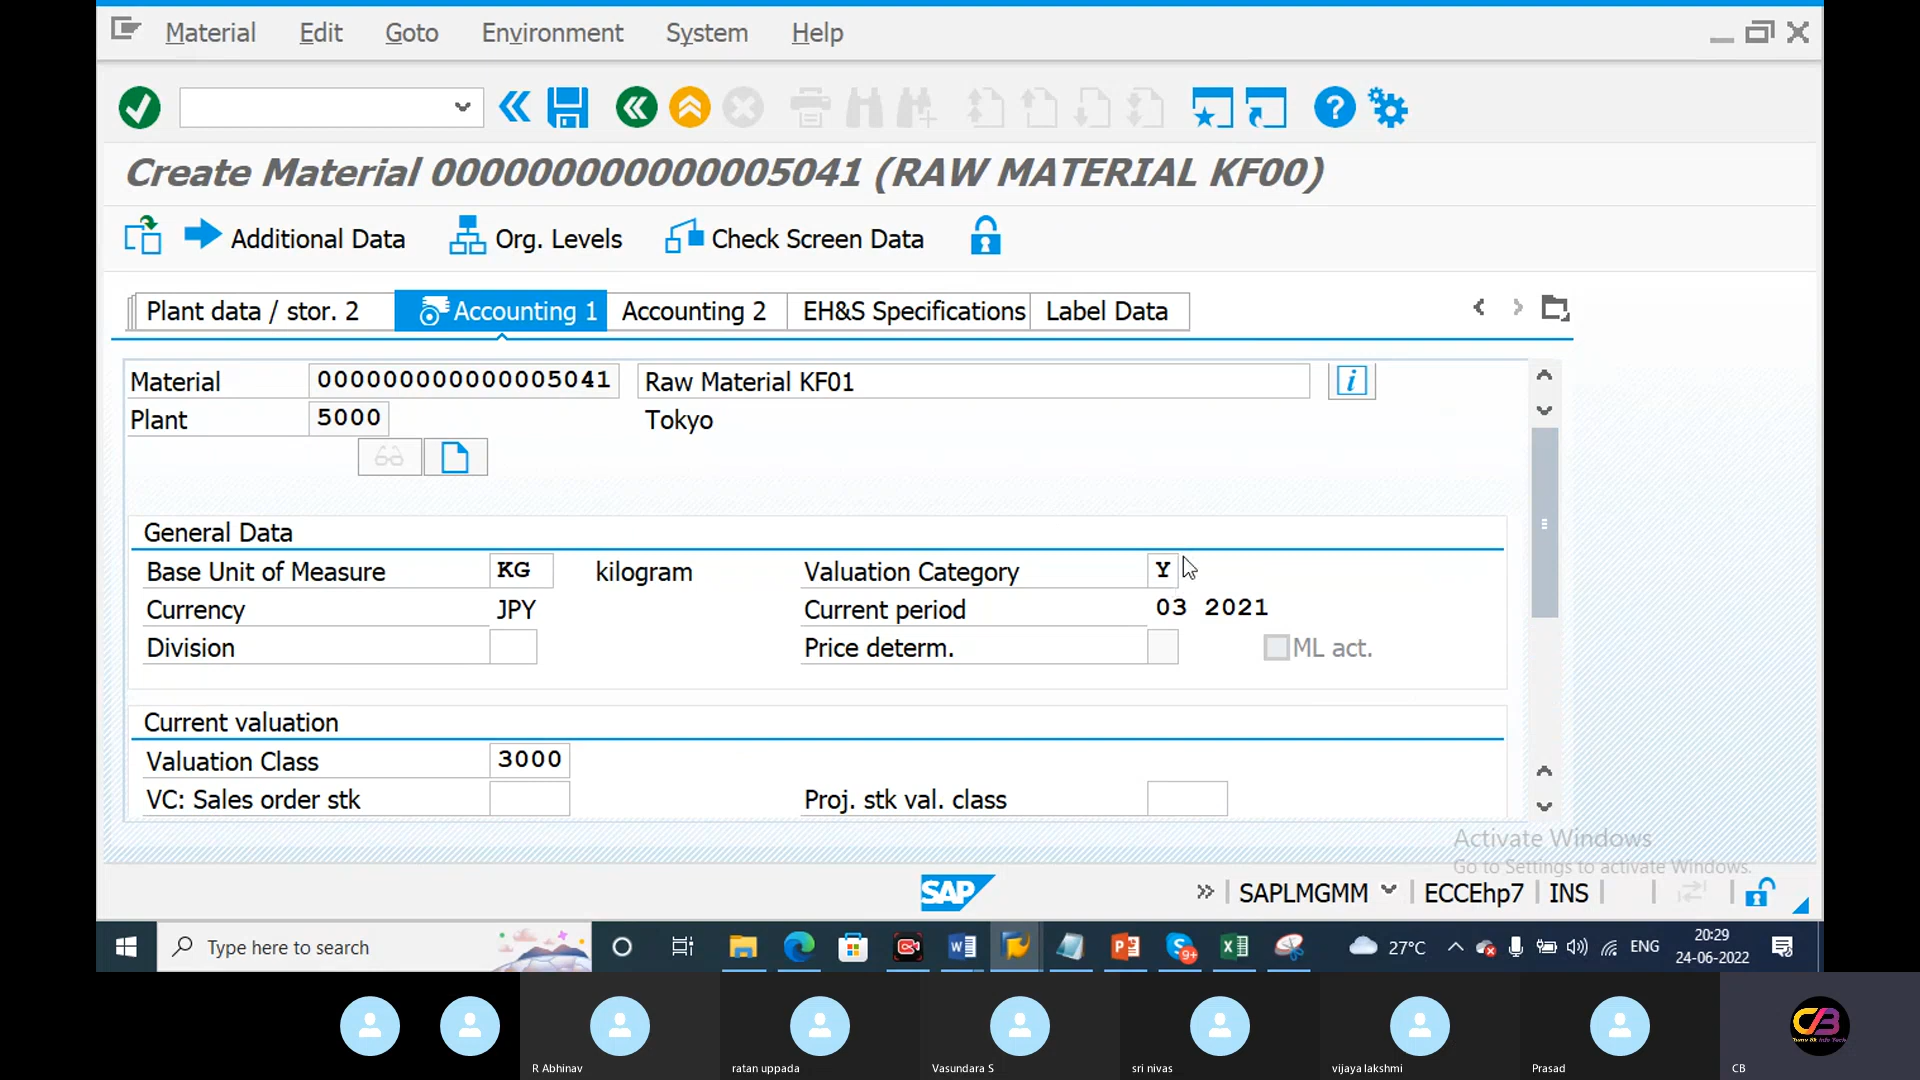 Material Edit Goto Environment System Help
Create Material 000000000000005041 (RAW MATERIAL KF00)
Additional Data Org. Levels Check Screen Data
Plant data / stor. 2 Accounting 1 Accounting 2 EH&S Specifications Label Data
Material 000000000000005041 Raw Material KF01
Plant 5000 Tokyo
General Data
Base Unit of Measure KG kilogram Valuation Category Y
Currency JPY Current period 03 2021
Division Price determ. ML act.
Current valuation
Valuation Class 3000
VC: Sales order stk Proj. stk val. class
Activate Windows
Go to Settings to activate Windows.
SAP SAPLMGMM ECCEhp7 INS
Type here to search 9+ 27°C ENG 20:29
24-06-2022
CB
R Abhinav ratan uppada Vasundara S sri nivas vijaya lakshmi Prasad CB